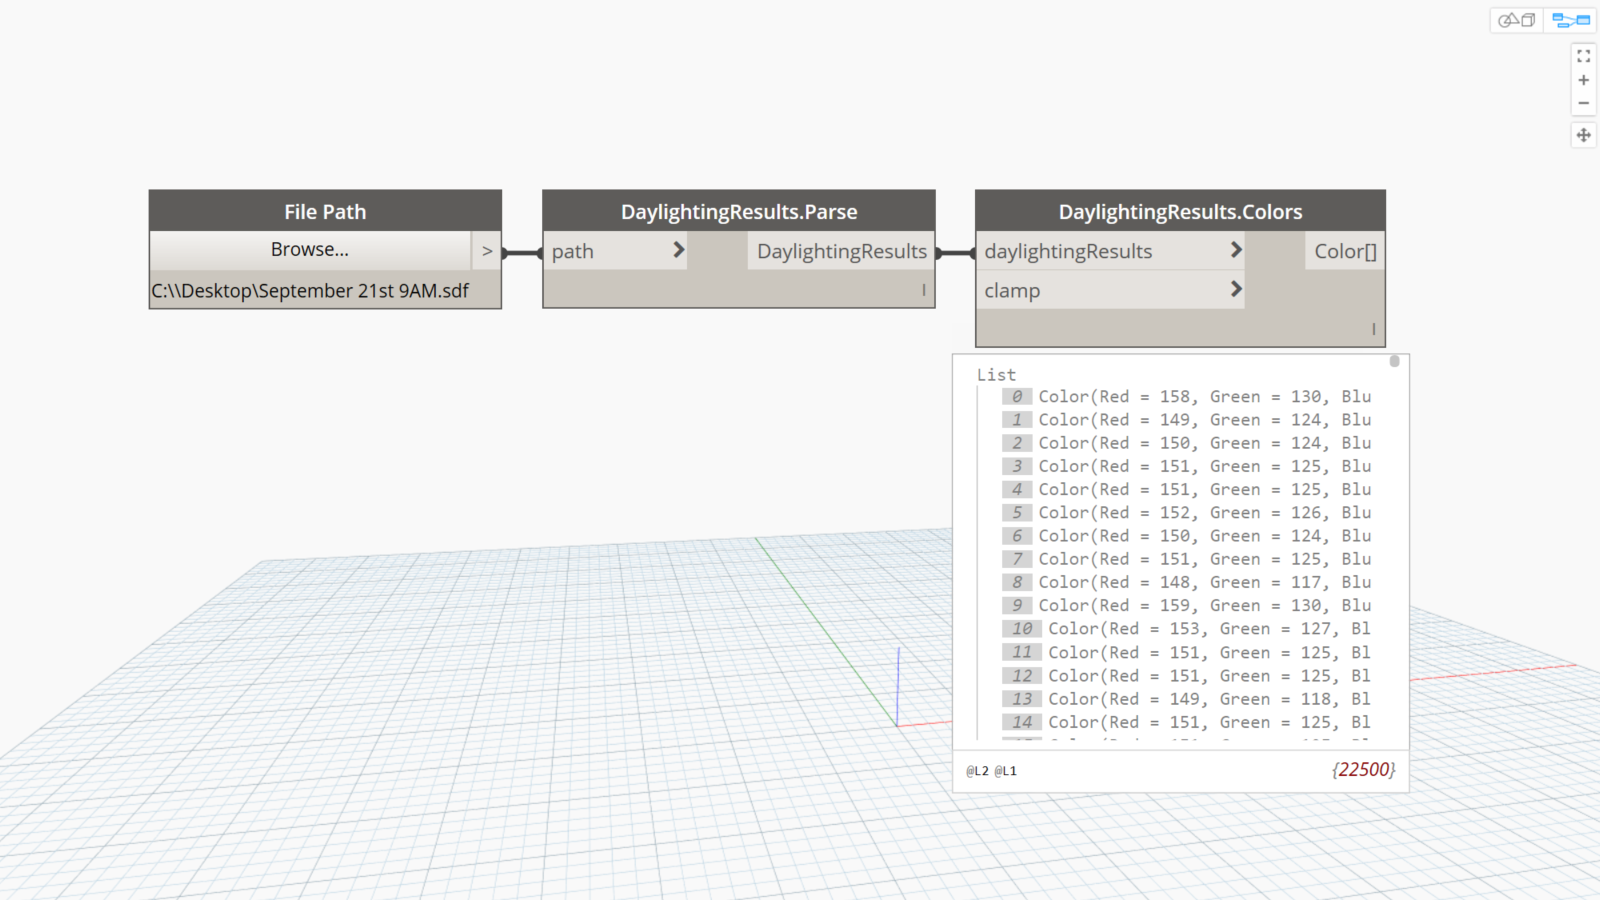 File Path
Browse...
>
C:\\Desktop\September 21st 9AM.sdf
DaylightingResults.Parse
path
DaylightingResults
l
DaylightingResults.Colors
daylightingResults
Color[]
clamp
l
List
0 Color(Red = 158, Green = 130, Blu
1 Color(Red = 149, Green = 124, Blu
2 Color(Red = 150, Green = 124, Blu
3 Color(Red = 151, Green = 125, Blu
4 Color(Red = 151, Green = 125, Blu
5 Color(Red = 152, Green = 126, Blu
6 Color(Red = 150, Green = 124, Blu
7 Color(Red = 151, Green = 125, Blu
8 Color(Red = 148, Green = 117, Blu
9 Color(Red = 159, Green = 130, Blu
10 Color(Red = 153, Green = 127, Bl
11 Color(Red = 151, Green = 125, Bl
12 Color(Red = 151, Green = 125, Bl
13 Color(Red = 149, Green = 118, Bl
14 Color(Red = 151, Green = 125, Bl
@L2 @L1
{22500}